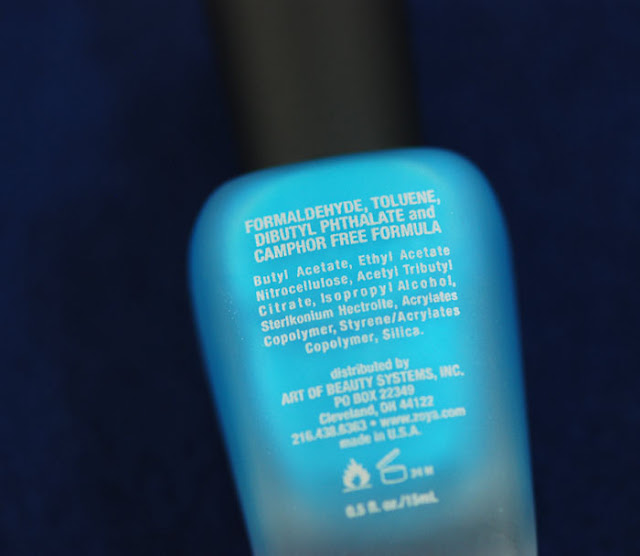 FORMALDEHYDE, TOLUENE,
DIBUTYL PHTHALATE and
CAMPHOR FREE FORMULA
Butyl Acetate, Ethyl Acetate
Nitrocellulose, Acetyl Tributyl
Citrate, Isopropyl Alcohol,
Sterlkonium Hectroite, Acrylates
Copolymer, Styrene/Acrylates
Copolymer, Silica.
distributed by
ART OF BEAUTY SYSTEMS, INC.
PO BOX 22349
Cleveland, OH 44122
216.438.6363 • www.zoya.com
made in U.S.A.
24 M
0.5 fl. oz./15mL